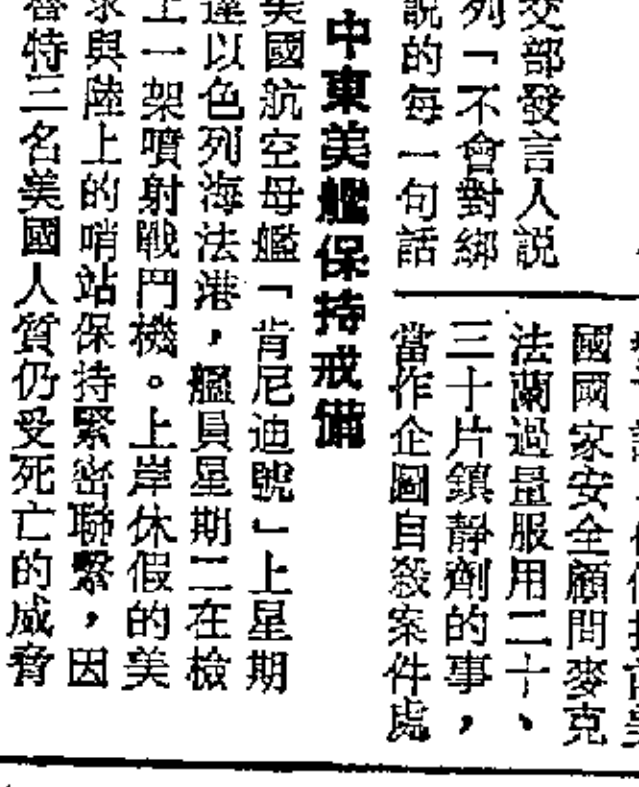 交部發言人説
列「不會對綁
説的每一句話
國國家安全顧問麥克
法蘭過量服用二十、
三十片鎮靜劑的事，
當作企圖自殺案件處
中東美艦保持戒備
美國航空母艦「肯尼迪號」上星期
達以色列海法港，艦員星期二在檢
上一架噴射戰鬥機。上岸休假的美
求與陸上的哨站保持緊密聯繫，因
魯特三名美國人質仍受死亡的威脅